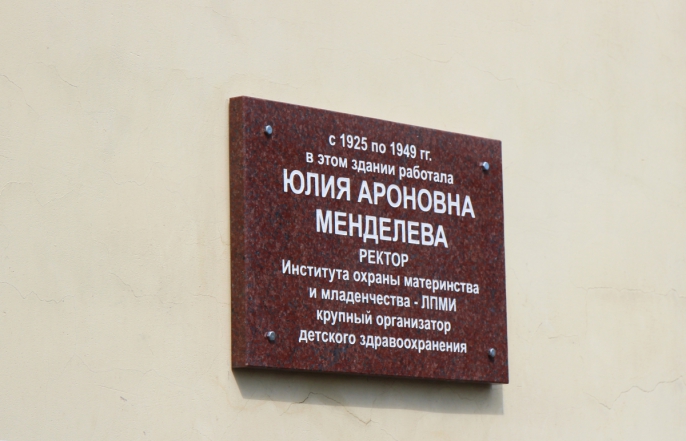 с 1925 по 1949 гг.
в этом здании работала
ЮЛИЯ АРОНОВНА
МЕНДЕЛЕВА
РЕКТОР
Института охраны материнства
и младенчества - ЛПМИ
крупный организатор
детского здравоохранения